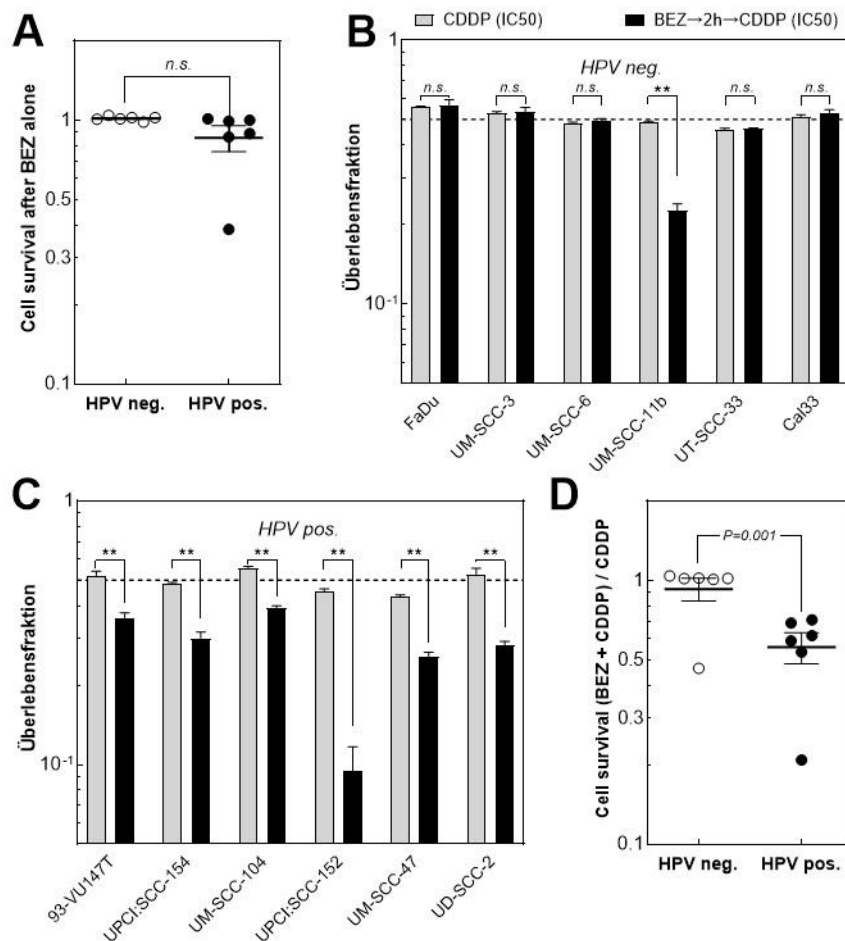 A
n.s.
Cell survival after BEZ alone
1
0.5
0.3
0.1
HPV neg.
HPV pos.
CDDP (IC50)
BEZ→2h→CDDP (IC50)
B
HPV neg.
Überlebensfraktion
1
10-1
n.s.
n.s.
n.s.
**
n.s.
n.s.
FaDu
UM-SCC-3
UM-SCC-6
UM-SCC-11b
UT-SCC-33
Cal33
C
HPV pos.
Überlebensfraktion
1
10-1
**
**
**
**
**
**
93-VU147T
UPCI:SCC-154
UM-SCC-104
UPCI:SCC-152
UM-SCC-47
UD-SCC-2
D
P=0.001
Cell survival (BEZ + CDDP) / CDDP
1
0.5
0.3
0.1
HPV neg.
HPV pos.